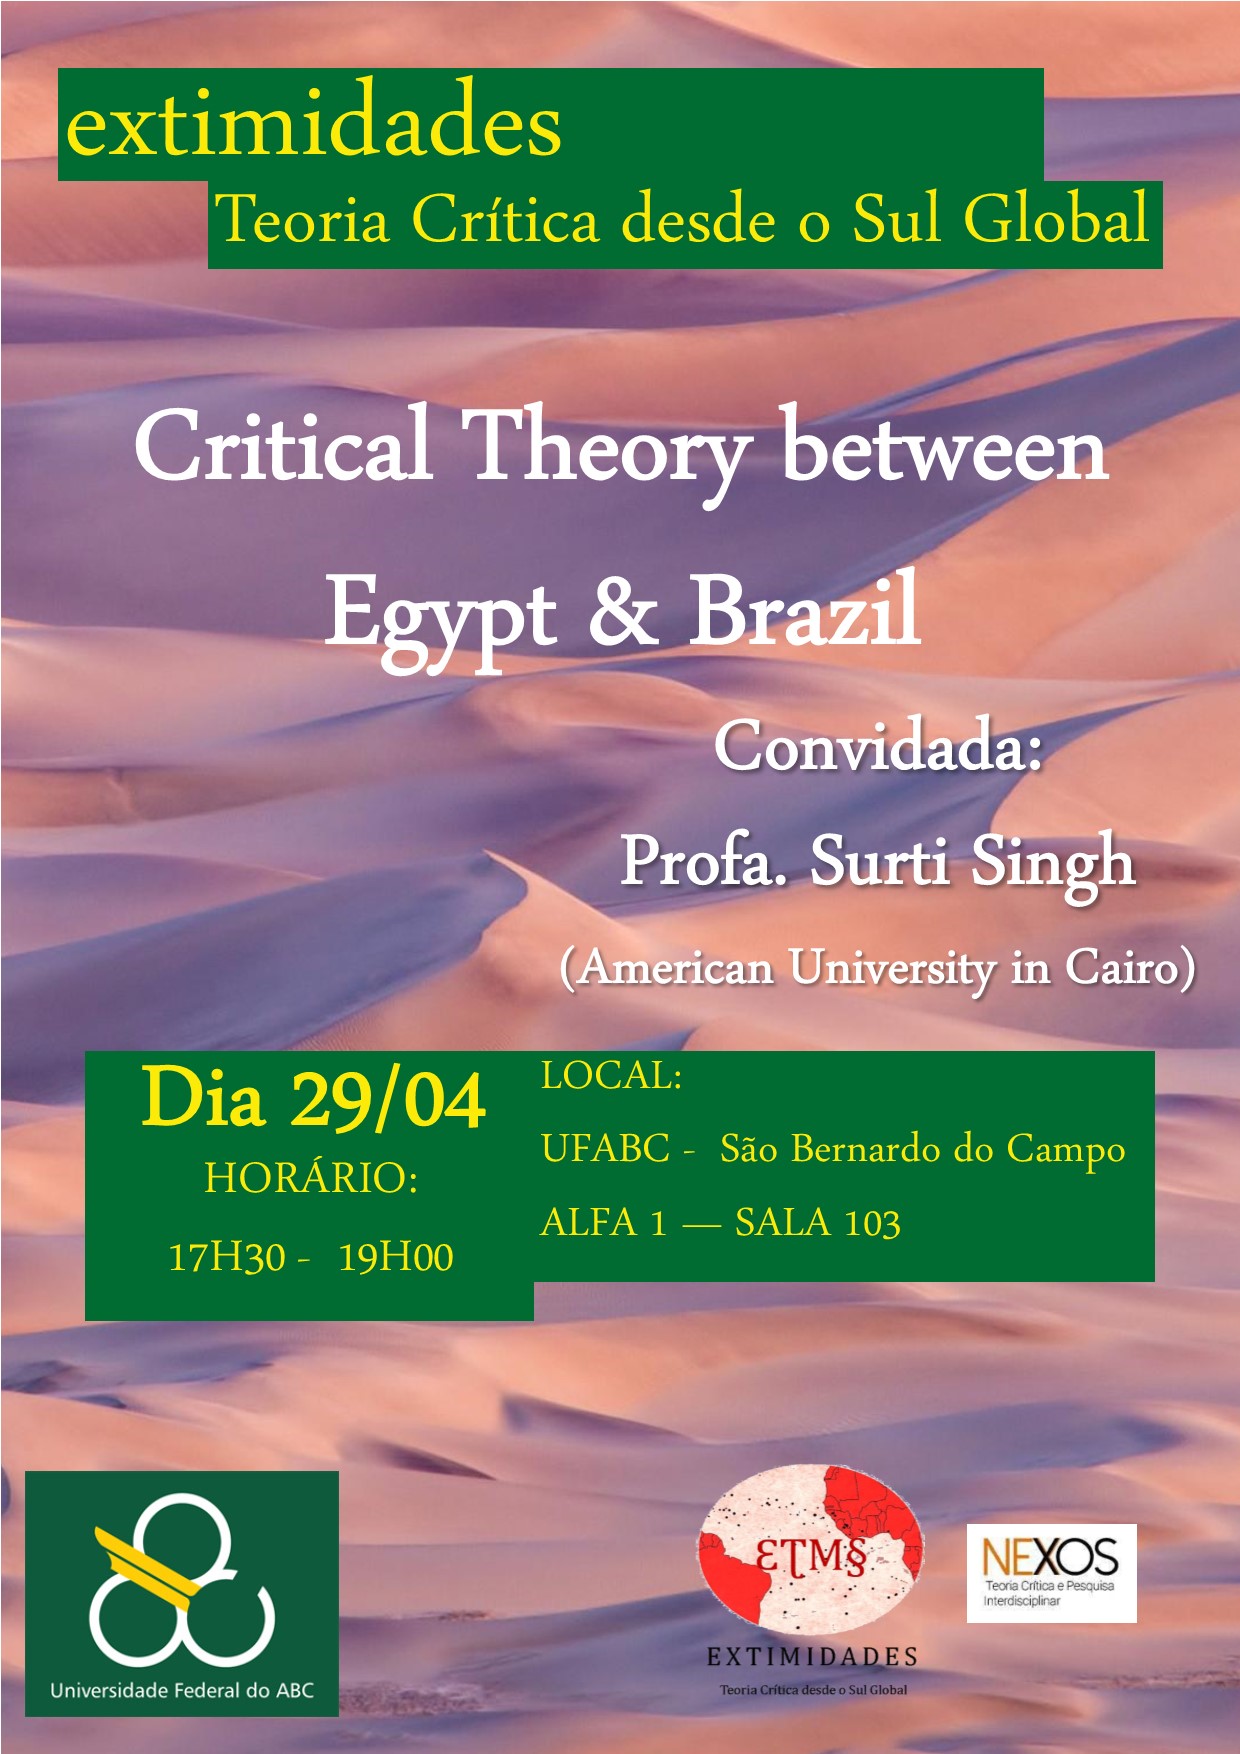 extimidades
Teoria Crítica desde o Sul Global
Critical Theory between
Egypt & Brazil
Convidada:
Profa. Surti Singh
(American University in Cairo)
Dia 29/04
HORÁRIO:
17H30 - 19H00
LOCAL:
UFABC - São Bernardo do Campo
ALFA 1 — SALA 103
Universidade Federal do ABC
ETM§
EXTIMIDADES
Teoria Crítica desde o Sul Global
NEXOS
Teoria Crítica e Pesquisa
Interdisciplinar